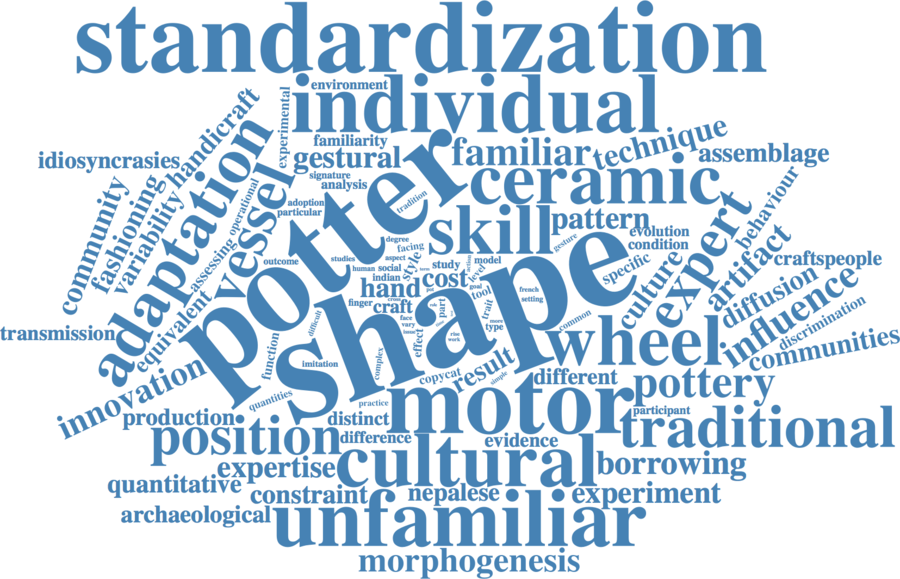 standardization
environment
individual
experimental
handicraft
familiarity
familiar
technique
assemblage
idiosyncrasies
gestural
signature
analysis
ceramic
adaptation
fashioning
community
variability
vessel
operational
assessing
adoption
particular
tradition
potter
skill
pattern
expert
behaviour
evolution
condition
gesture
artifact
craftspeople
degree
facing
aspect
style
studies
outcome
human
social
indian
study
model
level
action
specific
culture
diffusion
hand
cost
goal
tool
french
setting
influence
discrimination
communities
transmission
equivalent
finger
craft
part
trait
common
face
vary
effect
more
type
rise
work
difficult
shape
wheel
function
imitation
complex
copycat
result
simple
innovation
quantities
practice
different
pottery
motor
participant
production
distinct
traditional
position
difference
evidence
cultural
expertise
borrowing
quantitative
constraint
nepalese
experiment
archaeological
unfamiliar
morphogenesis